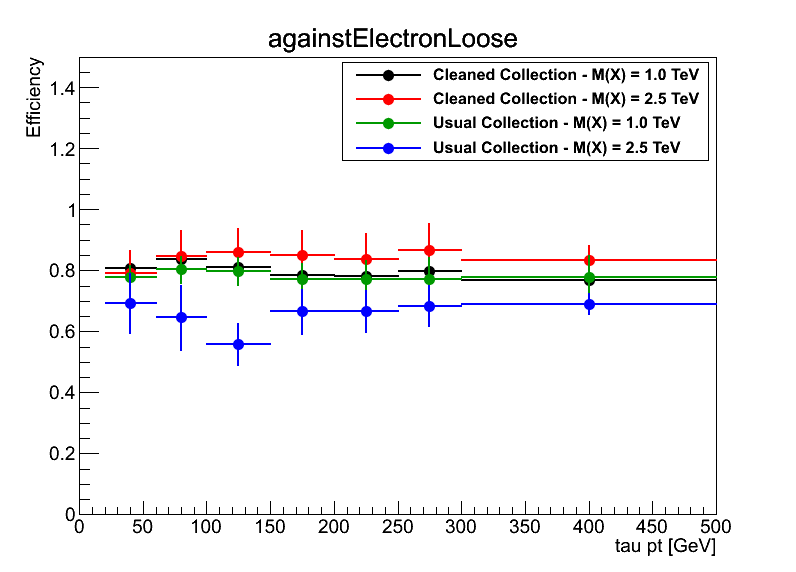 againstElectronLoose
Efficiency
Cleaned Collection - M(X) = 1.0 TeV
Cleaned Collection - M(X) = 2.5 TeV
Usual Collection - M(X) = 1.0 TeV
Usual Collection - M(X) = 2.5 TeV
1.4
1.2
1
0.8
0.6
0.4
0.2
0
0 50 100 150 200 250 300 350 400 450 500
tau pt [GeV]